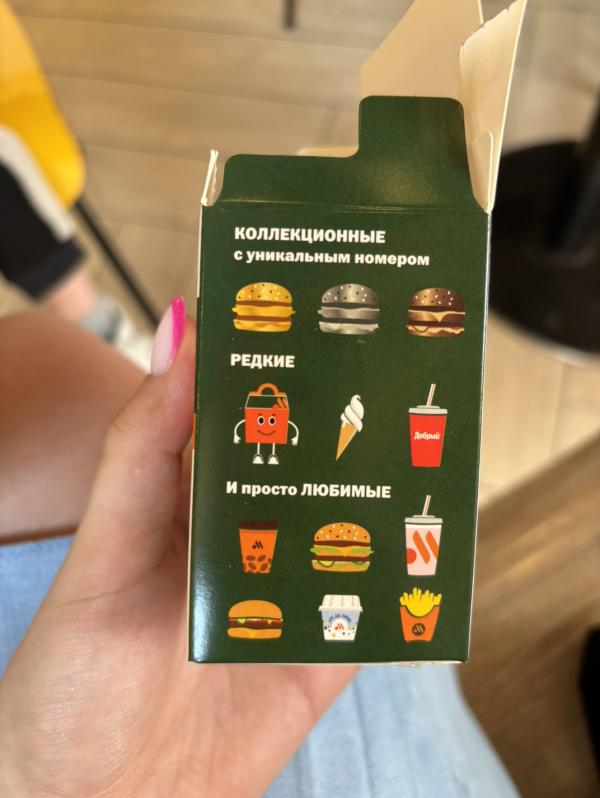 КОЛЛЕКЦИОННЫЕ
с уникальным номером
РЕДКИЕ
Добрый
И просто ЛЮБИМЫЕ